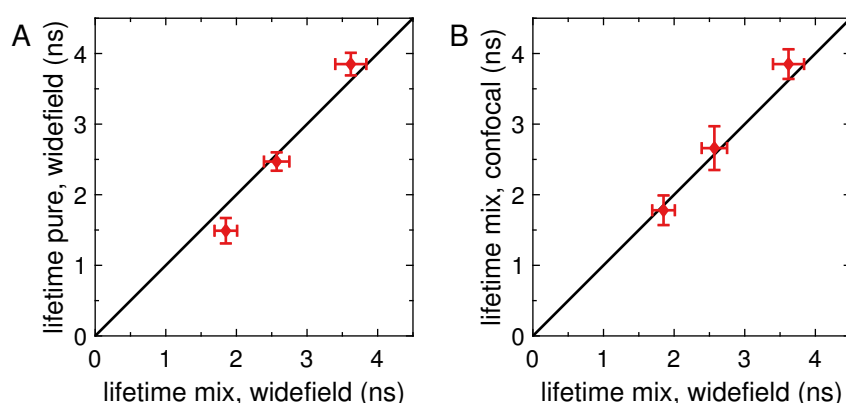 A
lifetime pure, widefield (ns)
4
3
2
1
0
0 1 2 3 4
lifetime mix, widefield (ns)
B
lifetime mix, confocal (ns)
4
3
2
1
0
0 1 2 3 4
lifetime mix, widefield (ns)